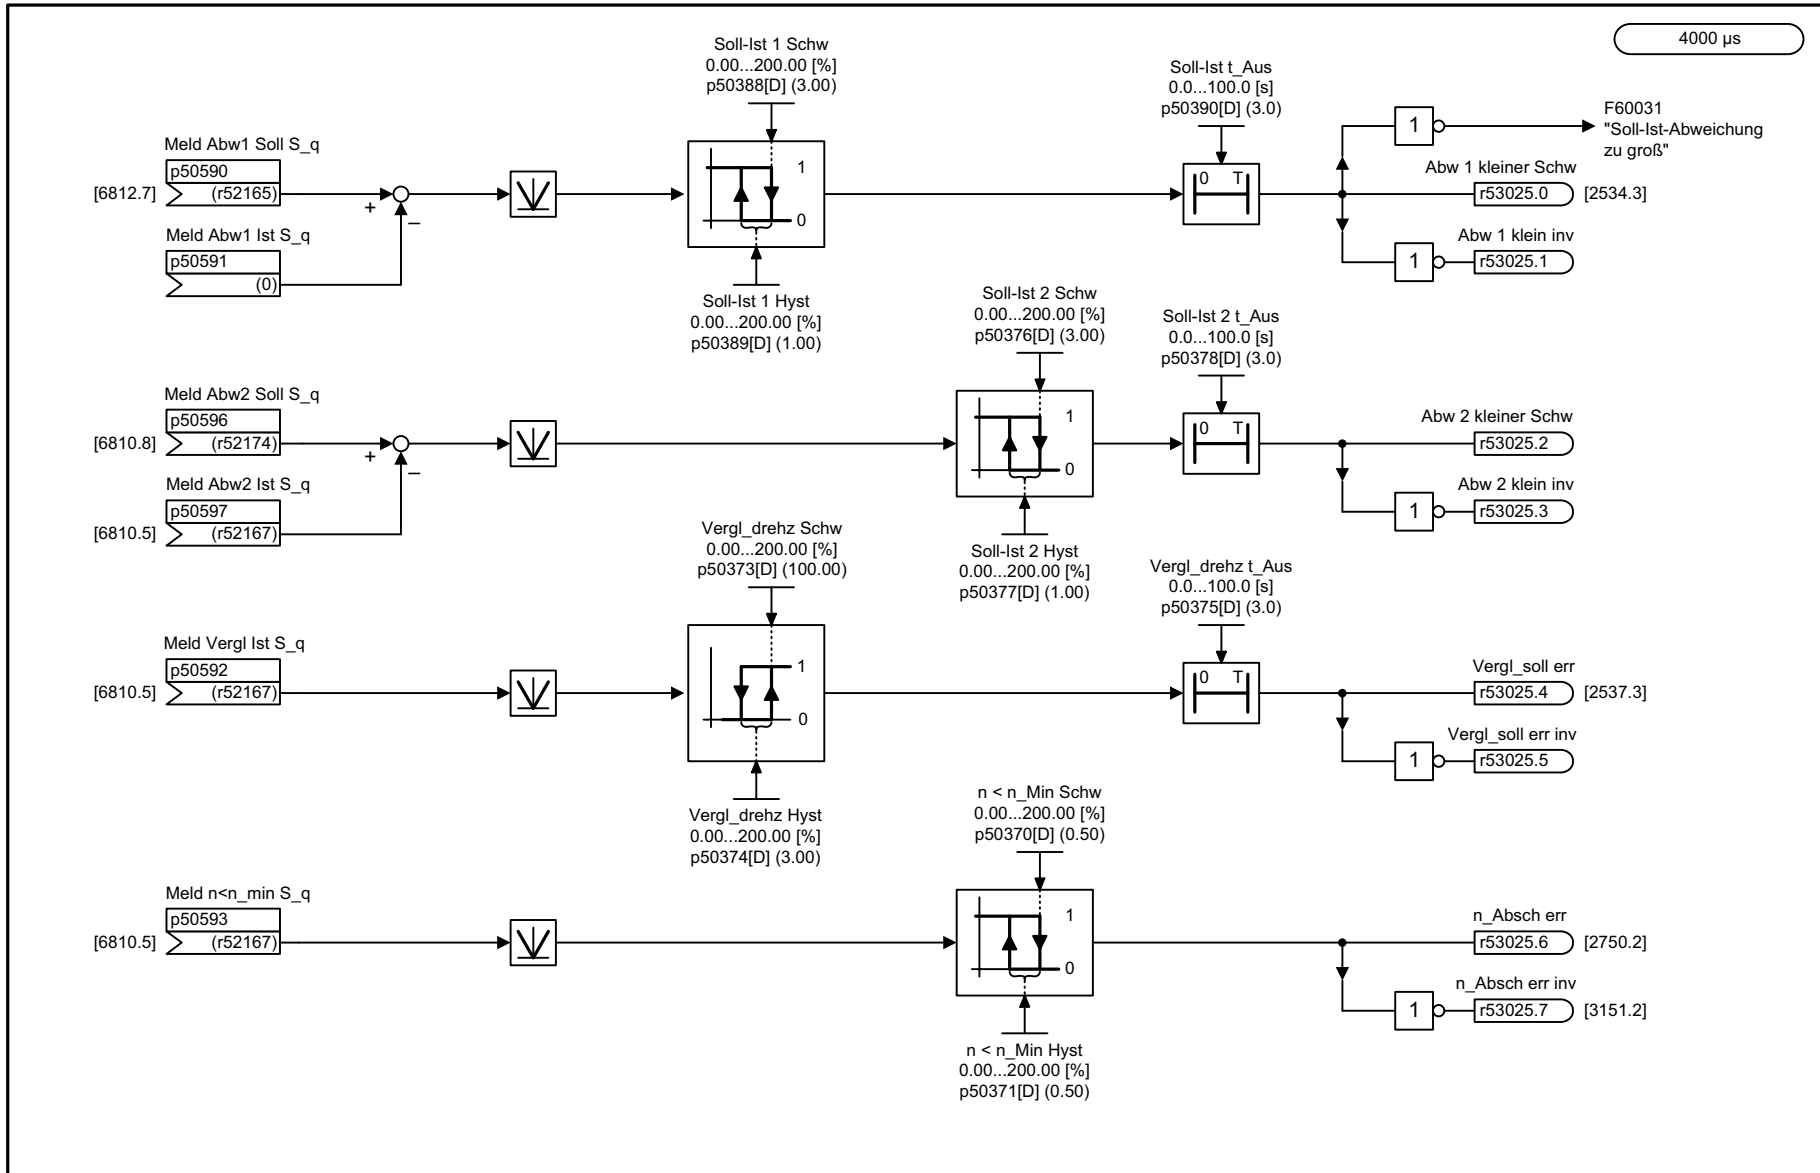 4000 µs
Soll-Ist 1 Schw
0.00...200.00 [%]
p50388[D] (3.00)
Soll-Ist t_Aus
0.0...100.0 [s]
p50390[D] (3.0)
Meld Abw1 Soll S_q
p50590
[6812.7] (r52165)
+
–
1
0
0 T
1
F60031
"Soll-Ist-Abweichung
zu groß"
Abw 1 kleiner Schw
r53025.0 [2534.3]
Meld Abw1 Ist S_q
p50591
(0)
Abw 1 klein inv
1 r53025.1
Soll-Ist 1 Hyst
0.00...200.00 [%]
p50389[D] (1.00)
Soll-Ist 2 Schw
0.00...200.00 [%]
p50376[D] (3.00)
Soll-Ist 2 t_Aus
0.0...100.0 [s]
p50378[D] (3.0)
Meld Abw2 Soll S_q
p50596
[6810.8] (r52174)
+
–
1
0
0 T
Abw 2 kleiner Schw
r53025.2
Meld Abw2 Ist S_q
p50597
[6810.5] (r52167)
Abw 2 klein inv
1 r53025.3
Soll-Ist 2 Hyst
0.00...200.00 [%]
p50377[D] (1.00)
Vergl_drehz Schw
0.00...200.00 [%]
p50373[D] (100.00)
Vergl_drehz t_Aus
0.0...100.0 [s]
p50375[D] (3.0)
Meld Vergl Ist S_q
p50592
[6810.5] (r52167)
1
0
0 T
Vergl_soll err
r53025.4 [2537.3]
Vergl_soll err inv
1 r53025.5
Vergl_drehz Hyst
0.00...200.00 [%]
p50374[D] (3.00)
n < n_Min Schw
0.00...200.00 [%]
p50370[D] (0.50)
Meld n<n_min S_q
p50593
[6810.5] (r52167)
1
0
n_Absch err
r53025.6 [2750.2]
n_Absch err inv
1 r53025.7 [3151.2]
n < n_Min Hyst
0.00...200.00 [%]
p50371[D] (0.50)